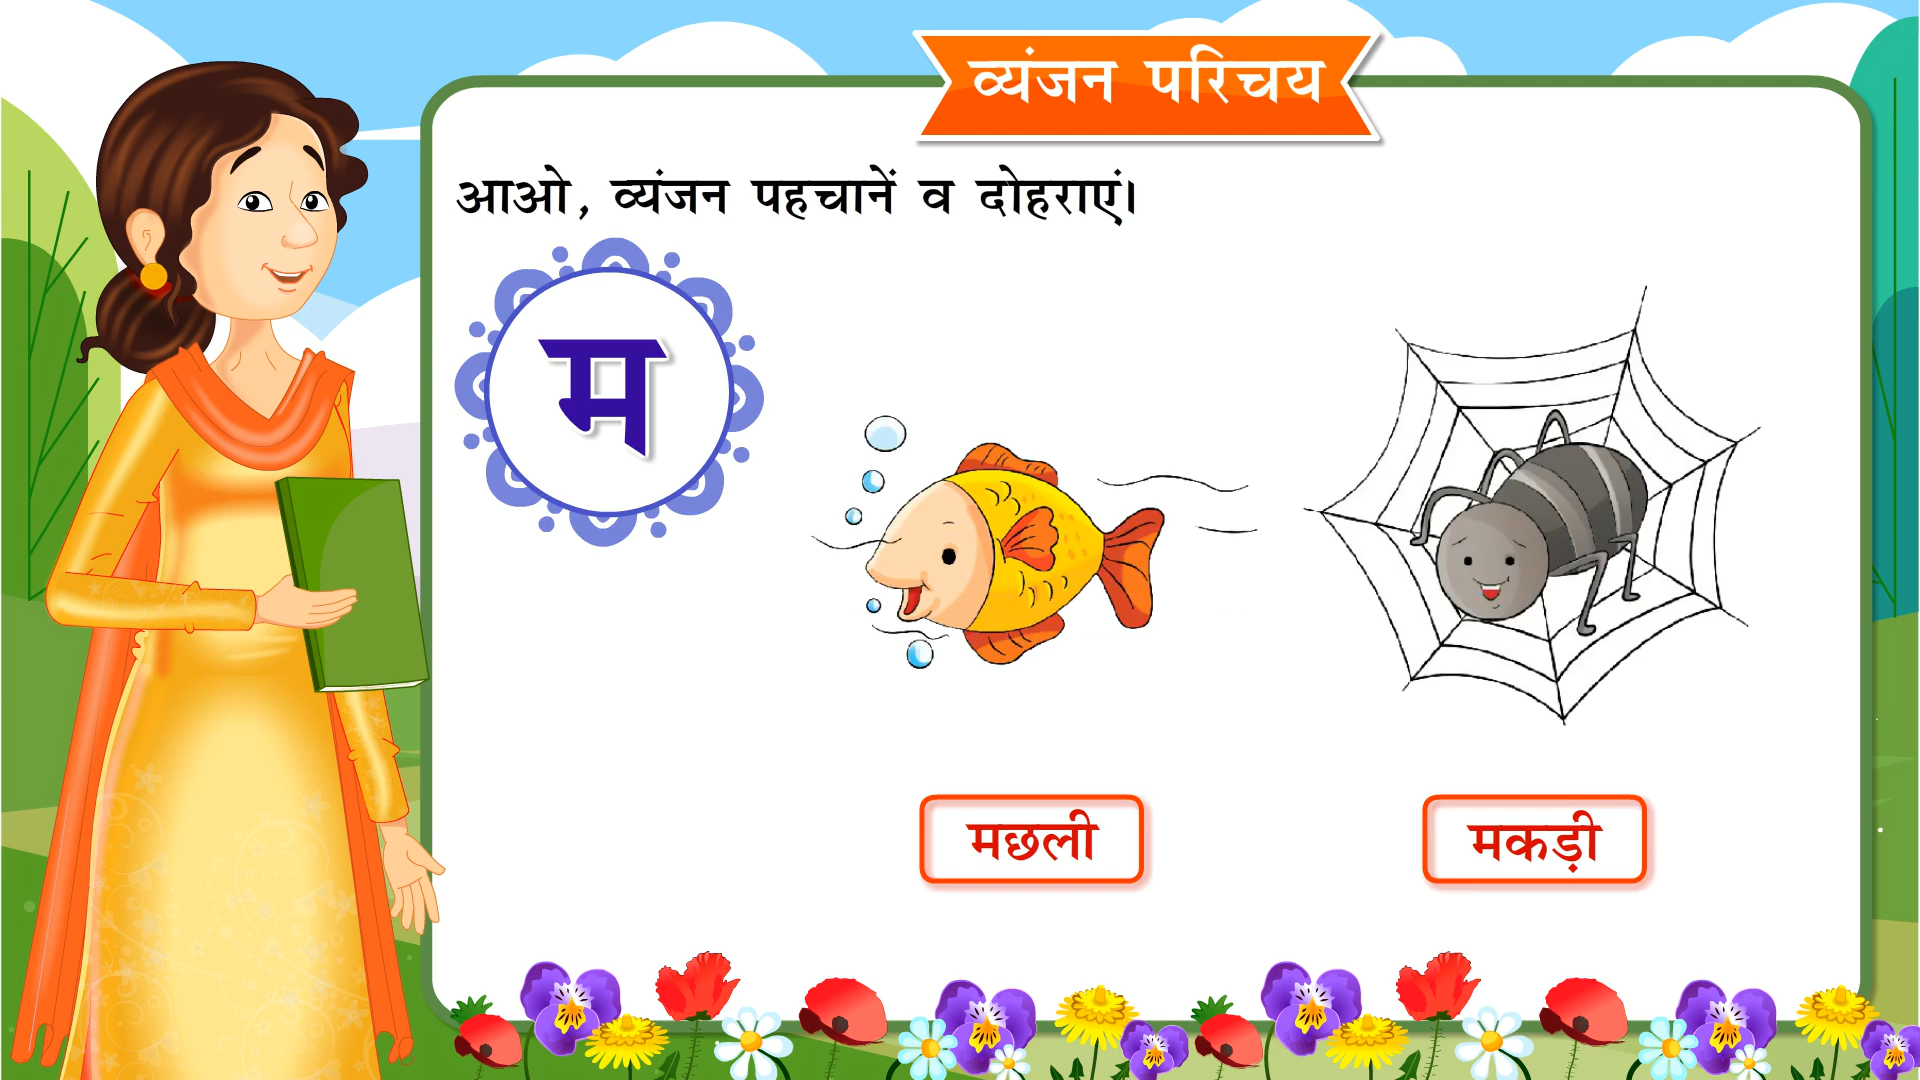 व्यंजन परिचय
आओ, व्यंजन पहचानें व दोहराएं।
म
मछली
मकड़ी